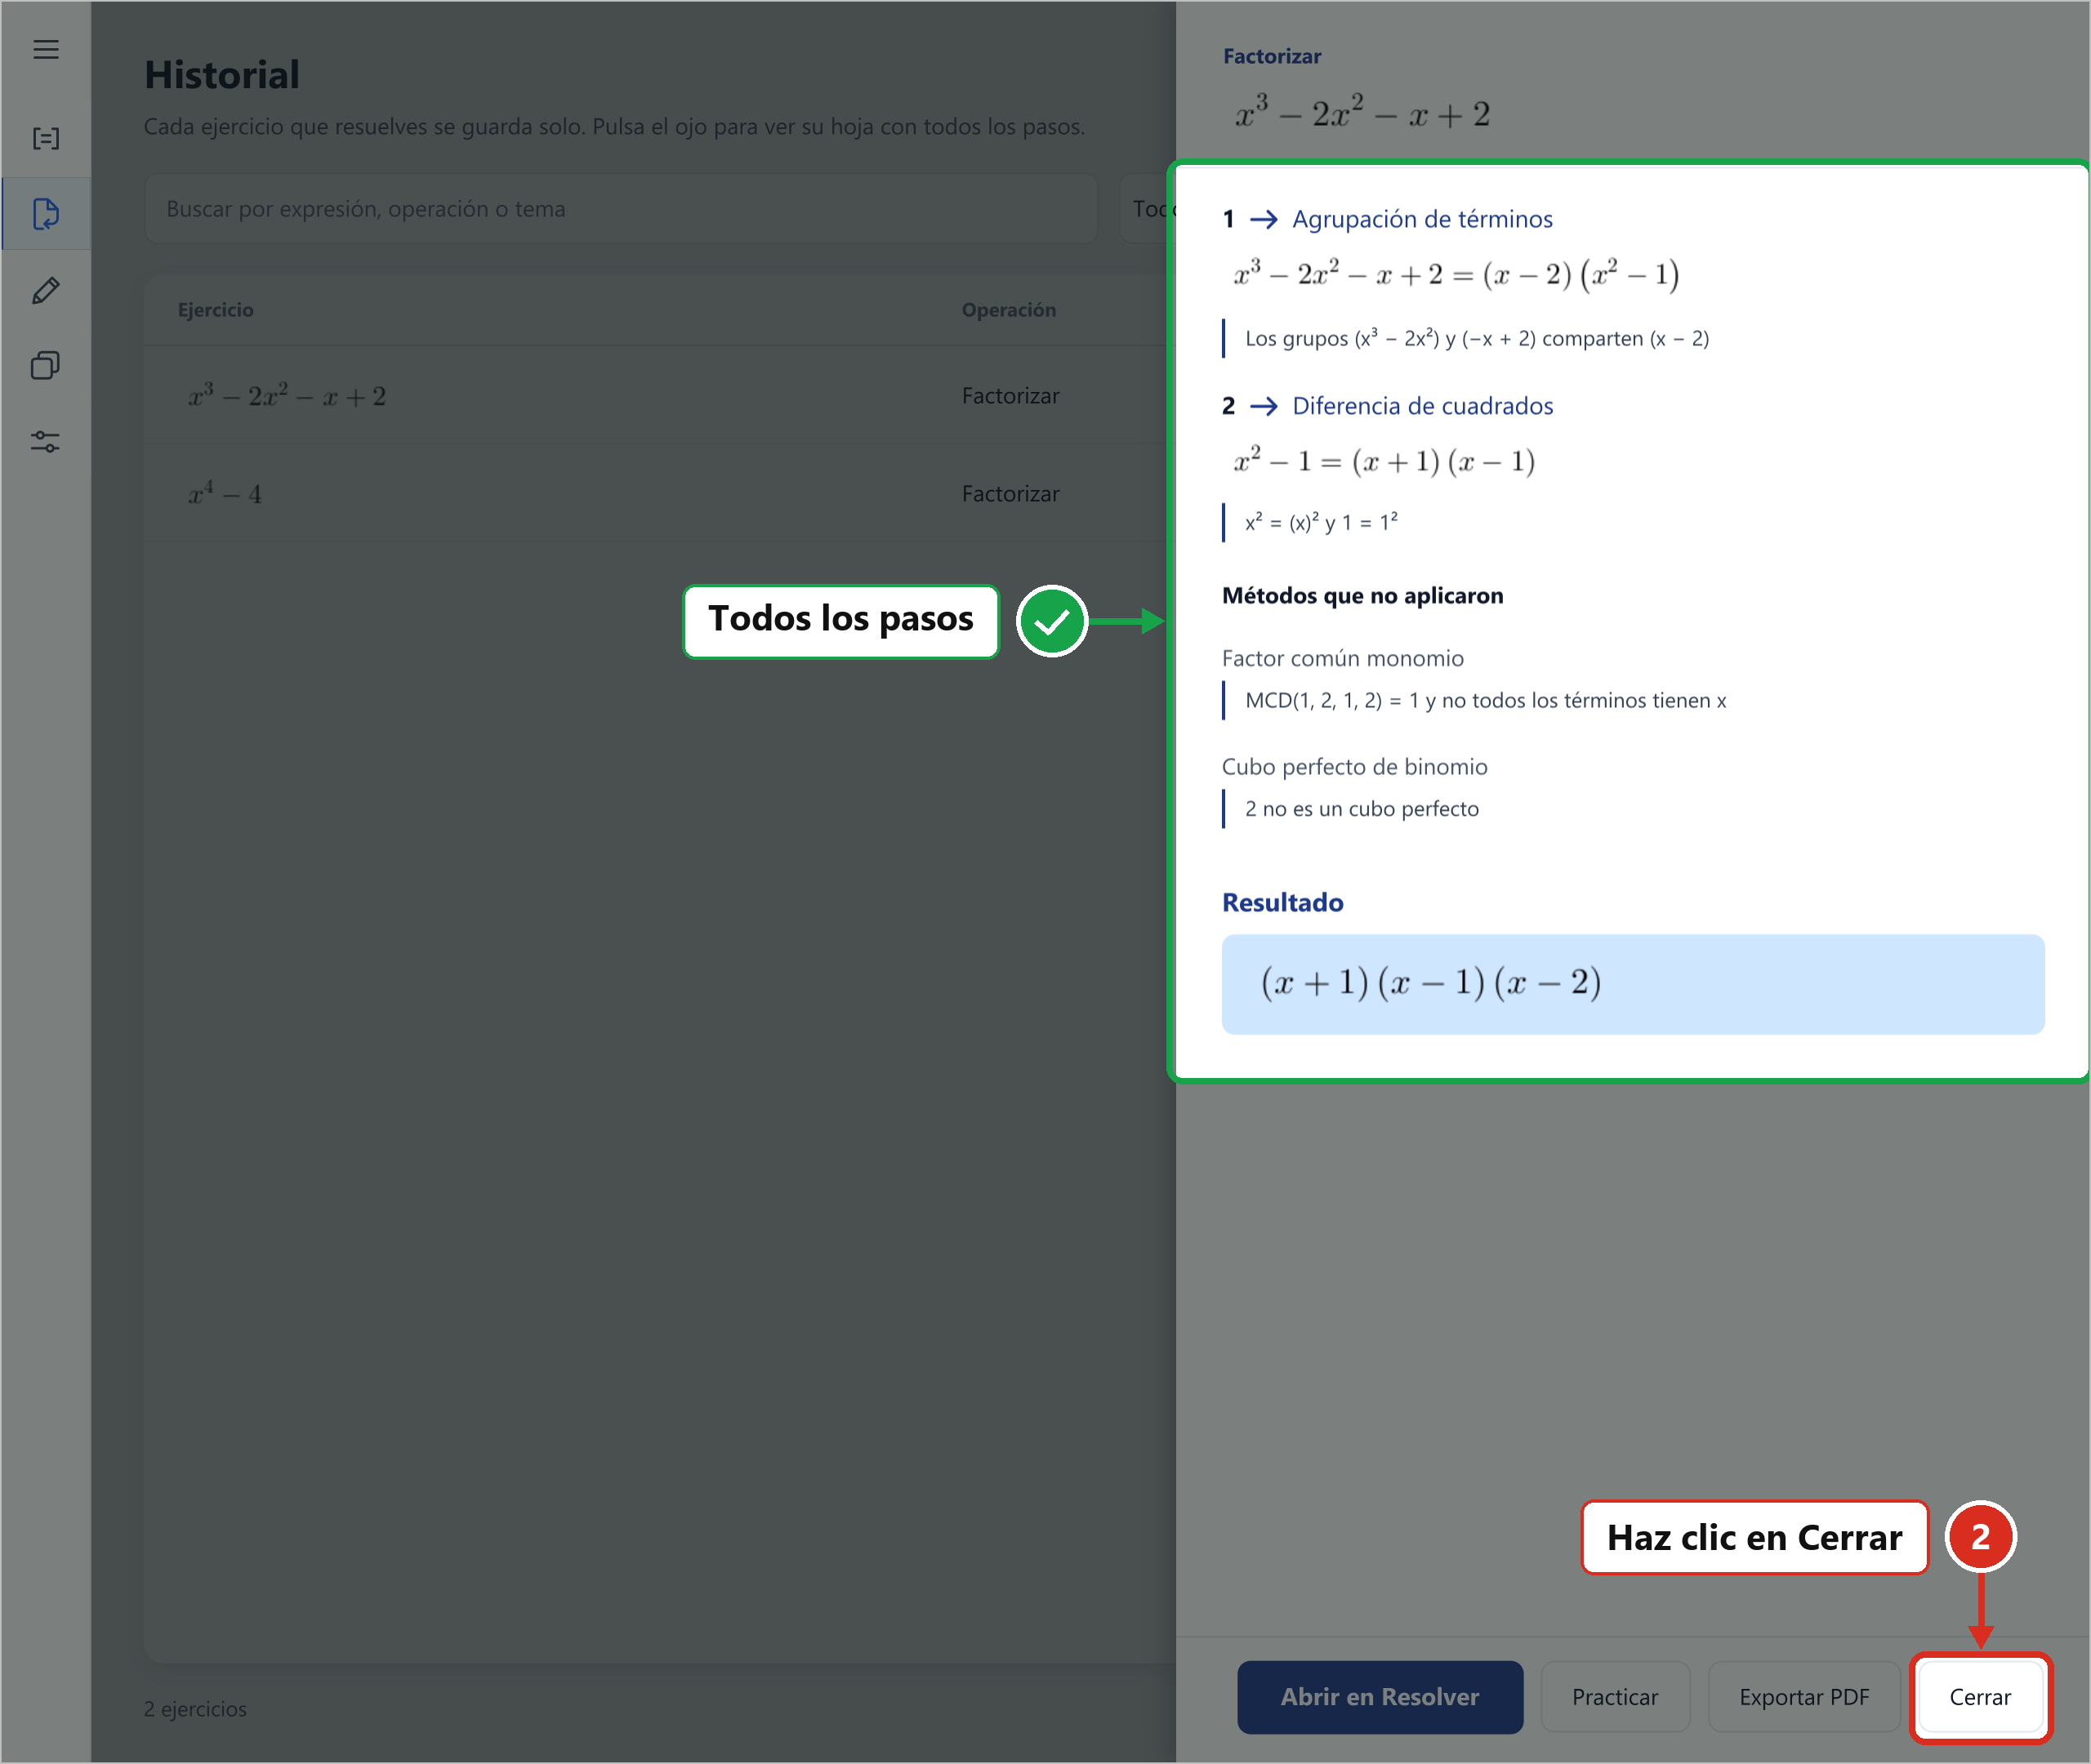 Historial
Cada ejercicio que resuelves se guarda solo. Pulsa el ojo para ver su hoja con todos los pasos.
Buscar por expresión, operación o tema
Ejercicio
Operación
x³ − 2x² − x + 2
Factorizar
x⁴ − 4
Factorizar
2 ejercicios
Todos los pasos
Factorizar
x³ − 2x² − x + 2
1 → Agrupación de términos
x³ − 2x² − x + 2 = (x − 2) (x² − 1)
Los grupos (x³ − 2x²) y (−x + 2) comparten (x − 2)
2 → Diferencia de cuadrados
x² − 1 = (x + 1) (x − 1)
x² = (x)² y 1 = 1²
Métodos que no aplicaron
Factor común monomio
MCD(1, 2, 1, 2) = 1 y no todos los términos tienen x
Cubo perfecto de binomio
2 no es un cubo perfecto
Resultado
(x + 1) (x − 1) (x − 2)
Haz clic en Cerrar 2
Abrir en Resolver
Practicar
Exportar PDF
Cerrar